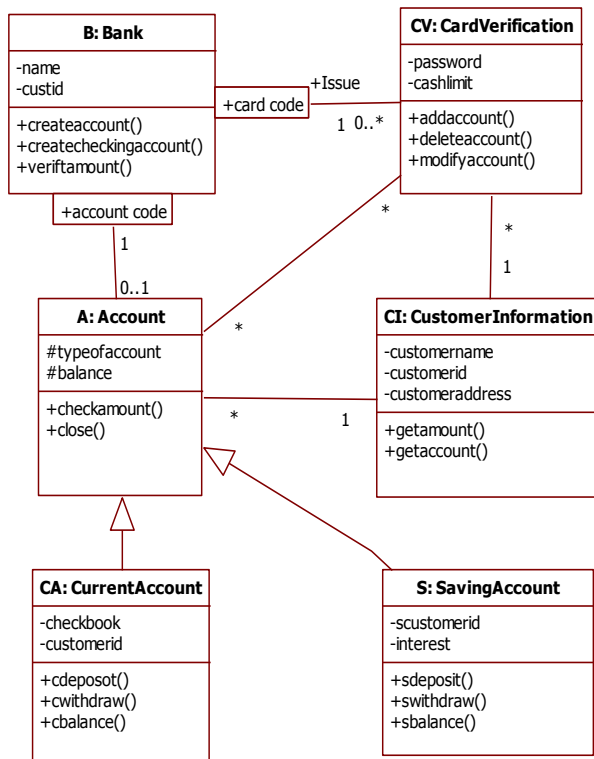 B: Bank
-name
-custid
+createaccount()
+createcheckingaccount()
+veriftamount()
+card code
+Issue
1
0..*
CV: CardVerification
-password
-cashlimit
+addaccount()
+deleteaccount()
+modifyaccount()
+account code
1
0..1
*
*
*
1
A: Account
#typeofaccount
#balance
+checkamount()
+close()
*
1
CI: CustomerInformation
-customername
-customerid
-customeraddress
+getamount()
+getaccount()
CA: CurrentAccount
-checkbook
-customerid
+cdeposot()
+cwithdraw()
+cbalance()
S: SavingAccount
-scustomerid
-interest
+sdeposit()
+swithdraw()
+sbalance()